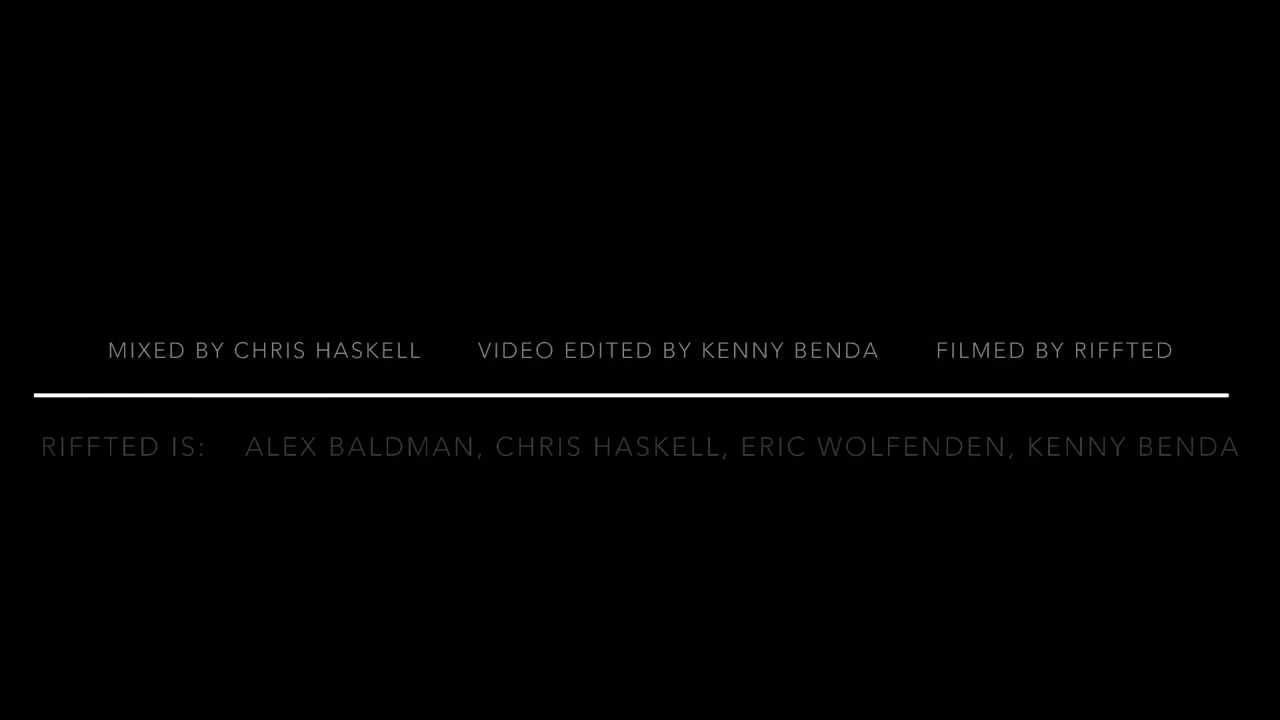 MIXED BY CHRIS HASKELL VIDEO EDITED BY KENNY BENDA FILMED BY RIFFTED
RIFFTED IS: ALEX BALDMAN, CHRIS HASKELL, ERIC WOLFENDEN, KENNY BENDA